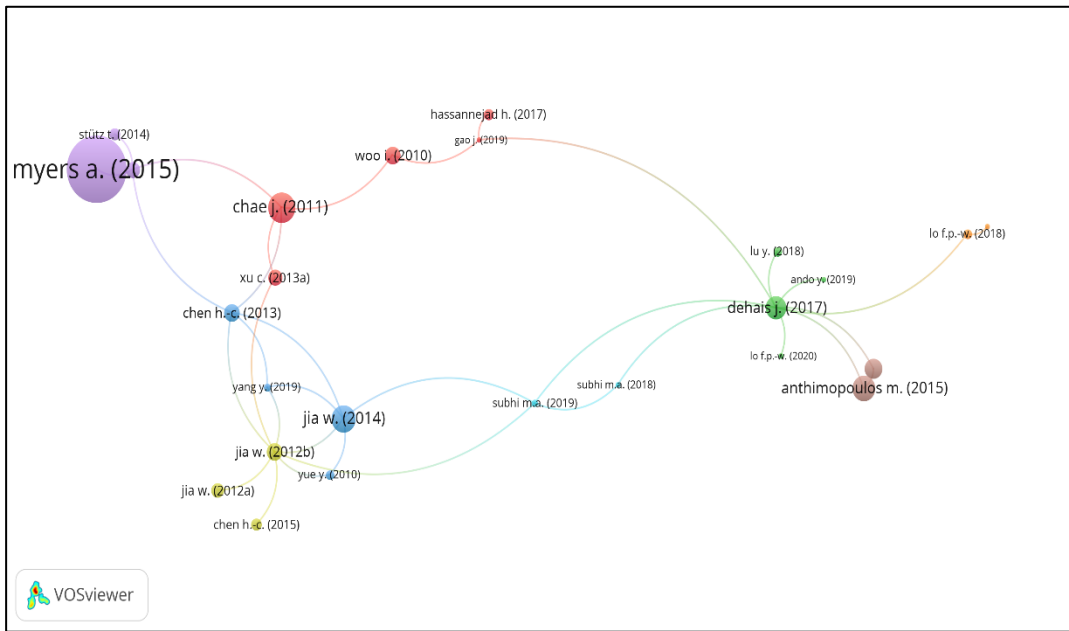 stütz t. (2014)
myers a. (2015)
hassannejad h. (2017)
gao j. (2019)
woo i. (2010)
chae j. (2011)
lo f.p.-w. (2018)
lu y. (2018)
xu c. (2013a)
ando y. (2019)
chen h.-c. (2013)
dehais j. (2017)
lo f.p.-w. (2020)
yang y. (2019)
subhi m.a. (2018)
anthimopoulos m. (2015)
subhi m.a. (2019)
jia w. (2014)
jia w. (2012b)
yue y. (2010)
jia w. (2012a)
chen h.-c. (2015)
VOSviewer